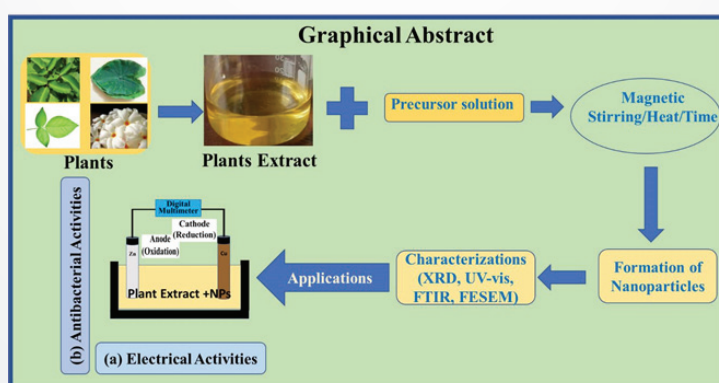 Graphical Abstract
Plants
Plants Extract
Precursor solution
Magnetic
Stirring/Heat/Time
Formation of
Nanoparticles
Characterizations
(XRD, UV-vis,
FTIR, FESEM)
Applications
Digital
Multimeter
Cathode
(Reduction)
Anode
(Oxidation)
Zn
Cu
Plant Extract +NPs
(a) Electrical Activities
(b) Antibacterial Activities